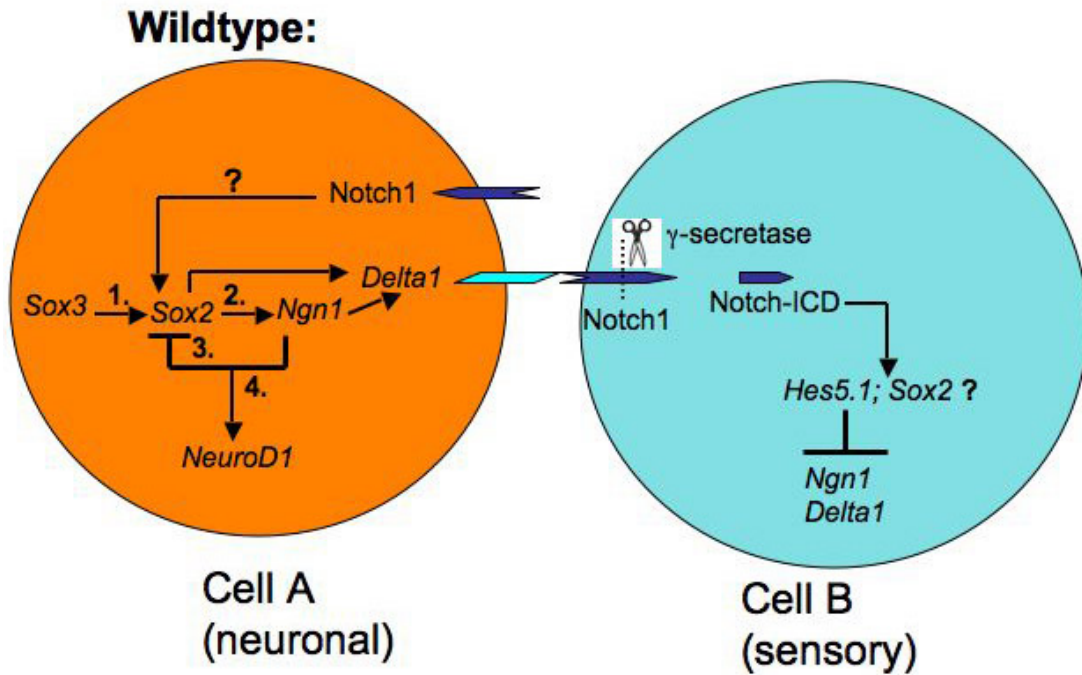 Wildtype:
?
Notch1
γ-secretase
Delta1
Sox3
1.
Sox2
2.
Ngn1
Notch1
Notch-ICD
3.
4.
Hes5.1; Sox2 ?
NeuroD1
Ngn1
Delta1
Cell A
(neuronal)
Cell B
(sensory)